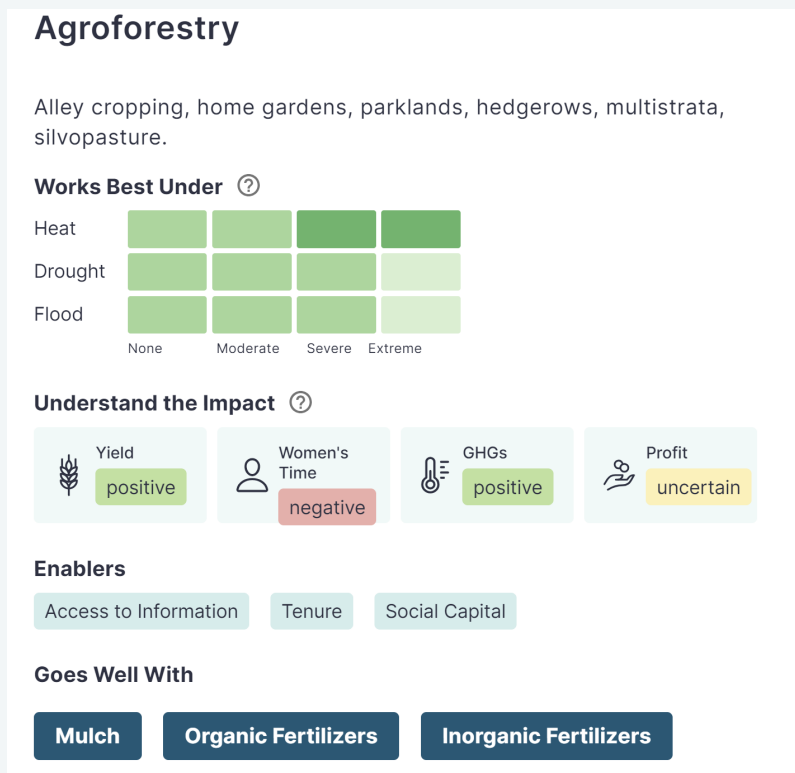 Agroforestry
Alley cropping, home gardens, parklands, hedgerows, multistrata,
silvopasture.
Works Best Under ?
Heat
Drought
Flood
None Moderate Severe Extreme
Understand the Impact ?
Yield
positive
Women's
Time
negative
GHGs
positive
Profit
uncertain
Enablers
Access to Information Tenure Social Capital
Goes Well With
Mulch Organic Fertilizers Inorganic Fertilizers